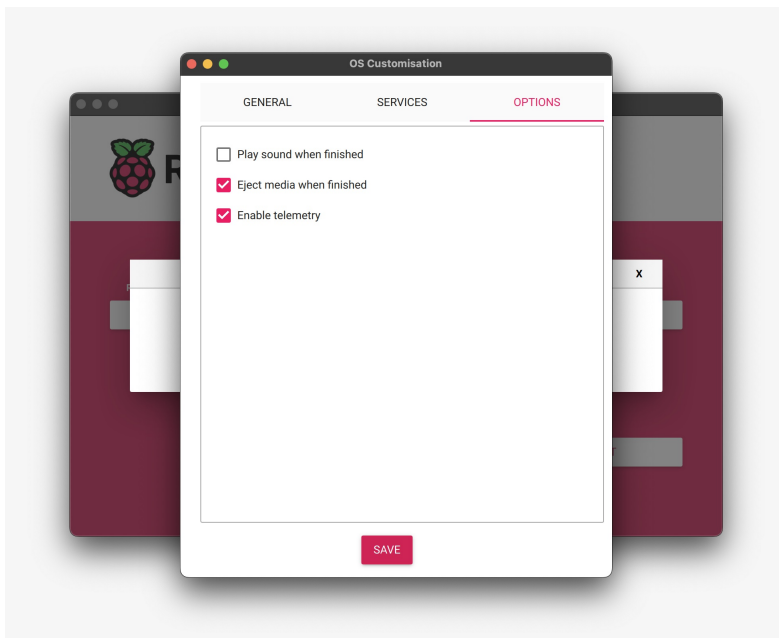 OS Customisation
GENERAL SERVICES OPTIONS
Play sound when finished
Eject media when finished
Enable telemetry
X
SAVE